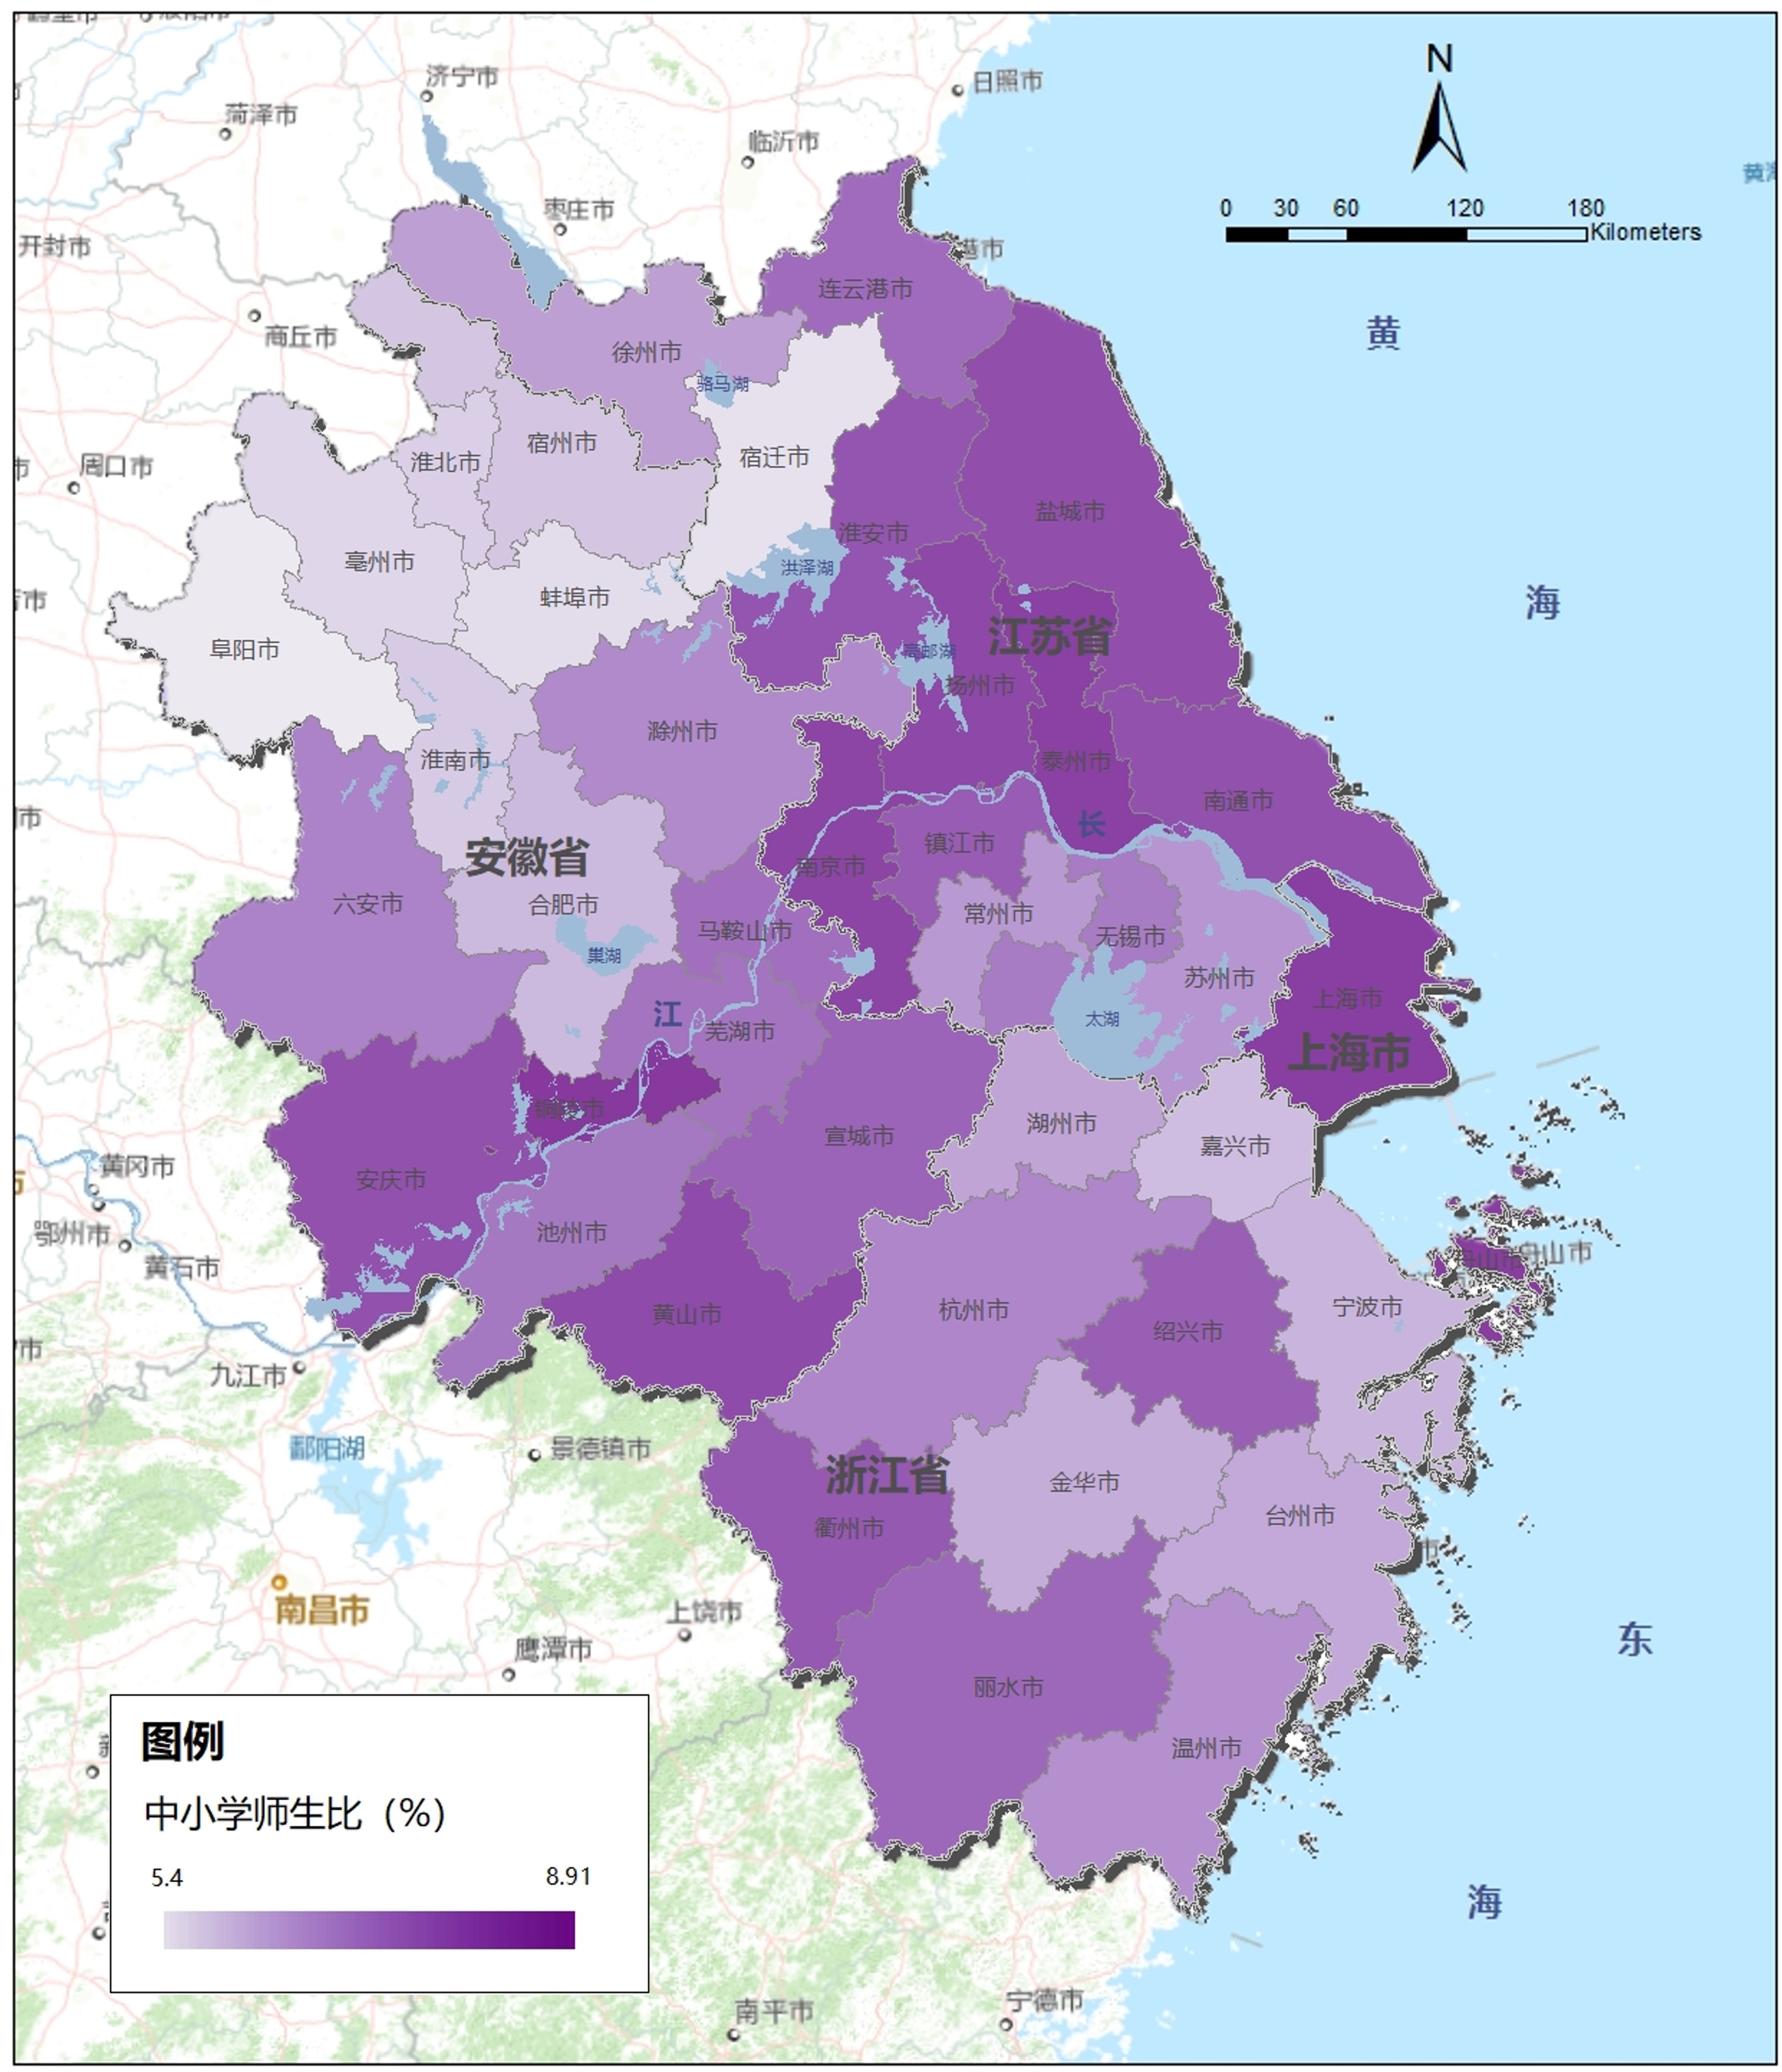 济宁市
日照市
菏泽市
临沂市
N
黄海
枣庄市
0 30 60 120 180
Kilometers
开封市
港市
连云港市
商丘市
黄
徐州市
骆马湖
宿州市
宿迁市
淮北市
周口市
盐城市
淮安市
亳州市
洪泽湖
蚌埠市
海
江苏省
阜阳市
高邮湖
扬州市
滁州市
淮南市
泰州市
南通市
长
镇江市
安徽省
南京市
六安市
合肥市
常州市
马鞍山市
无锡市
巢湖
苏州市
上海市
江
太湖
芜湖市
上海市
铜陵市
湖州市
宣城市
嘉兴市
黄冈市
安庆市
池州市
鄂州市
舟山市
舟山市
黄石市
宁波市
杭州市
黄山市
绍兴市
九江市
鄱阳湖
景德镇市
浙江省
金华市
台州市
衢州市
市
南昌市
上饶市
东
鹰潭市
丽水市
温州市
图例
中小学师生比（%）
5.4 8.91
海
宁德市
南平市